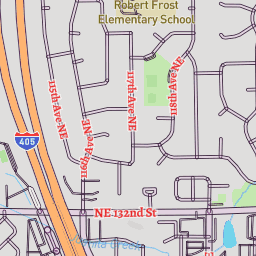 Robert Frost
Elementary School
115th Ave NE
117th Ave NE
118th Ave NE
116th Ave NE
405
NE 132nd St